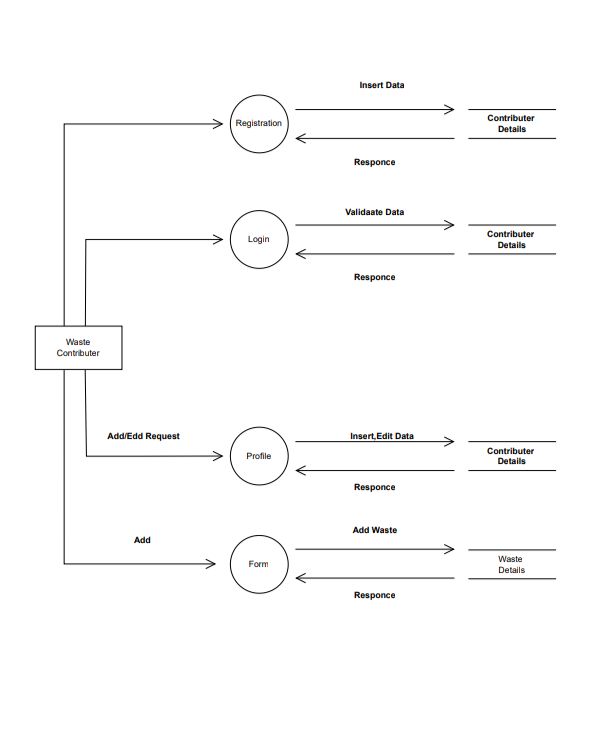 Insert Data
Registration
Contributer
Details
Responce
Validaate Data
Login
Contributer
Details
Responce
Waste
Contributer
Add/Edd Request
Insert,Edit Data
Profile
Contributer
Details
Responce
Add
Add Waste
Form
Waste
Details
Responce